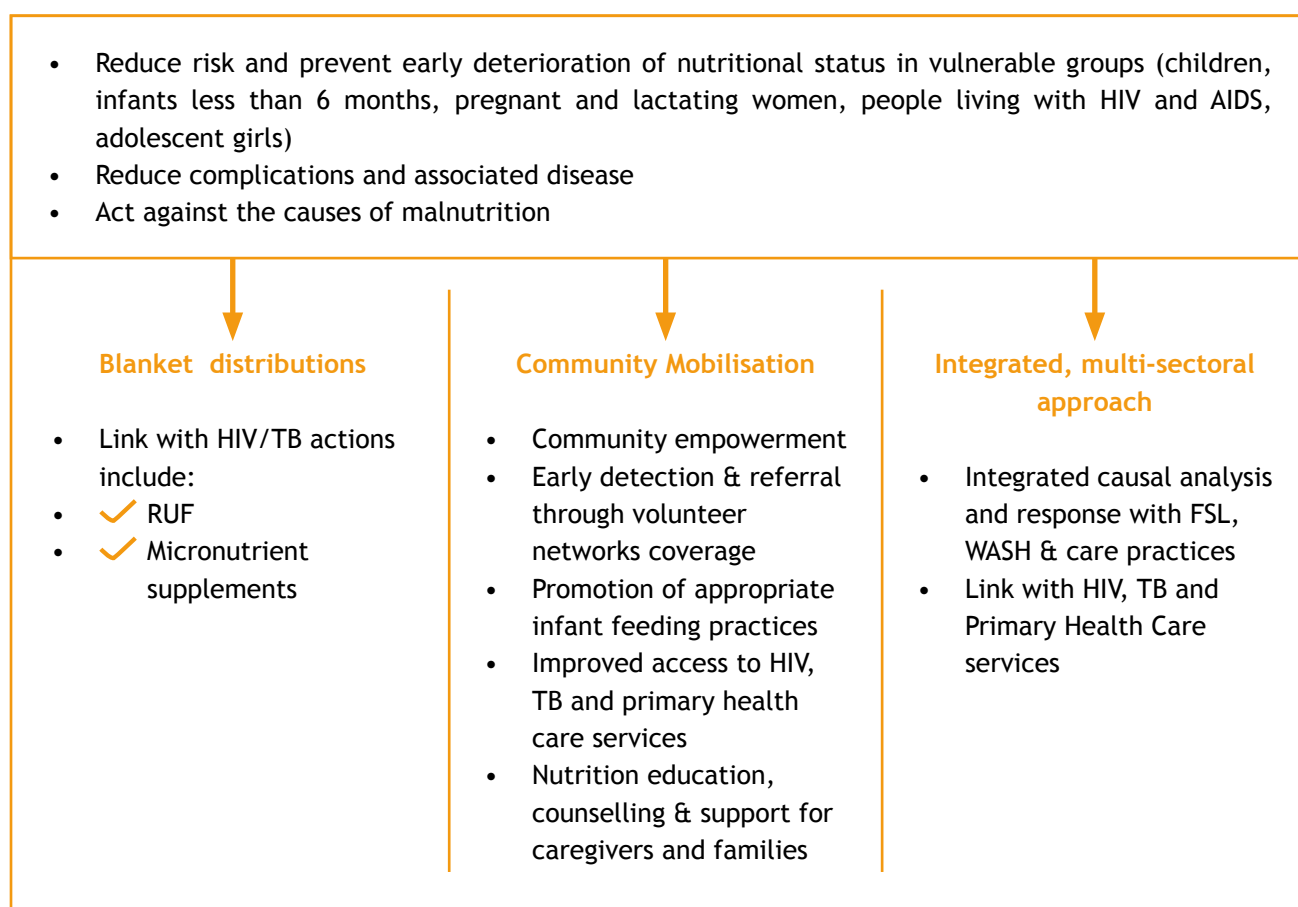 • Reduce risk and prevent early deterioration of nutritional status in vulnerable groups (children,
infants less than 6 months, pregnant and lactating women, people living with HIV and AIDS,
adolescent girls)
• Reduce complications and associated disease
• Act against the causes of malnutrition
Blanket distributions
• Link with HIV/TB actions
include:
• ✓ RUF
• ✓ Micronutrient
supplements
Community Mobilisation
• Community empowerment
• Early detection & referral
through volunteer
networks coverage
• Promotion of appropriate
infant feeding practices
• Improved access to HIV,
TB and primary health
care services
• Nutrition education,
counselling & support for
caregivers and families
Integrated, multi-sectoral
approach
• Integrated causal analysis
and response with FSL,
WASH & care practices
• Link with HIV, TB and
Primary Health Care
services